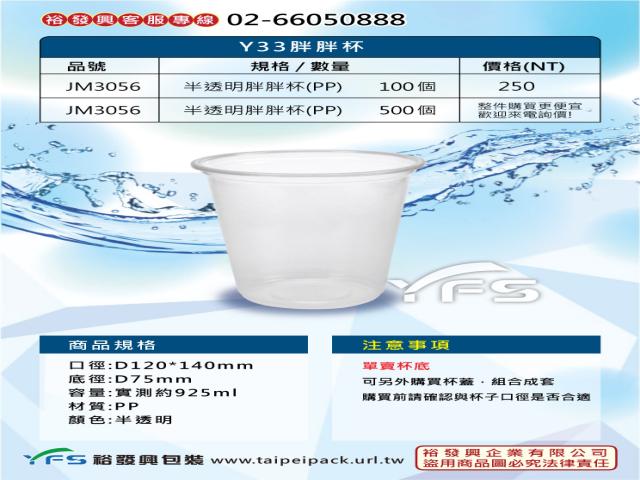 裕發興客服專線 02-66050888
Y33胖胖杯
品號 規格／數量 價格(NT)
JM3056 半透明胖胖杯(PP) 100個 250
JM3056 半透明胖胖杯(PP) 500個 整件購買更便宜
歡迎來電詢價!
YFS
商品規格
口徑:D120*140mm
底徑:D75mm
容量:實測約925ml
材質:PP
顏色:半透明
注意事項
單賣杯底
可另外購買杯蓋．組合成套
購買前請確認與杯子口徑是否合適
YFS 裕發興包裝 www.taipeipack.url.tw
裕發興企業有限公司
盜用商品圖必究法律責任